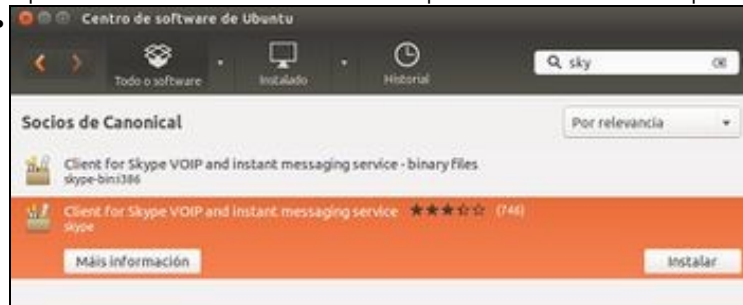 Centro de software de Ubuntu
Todo o software
Instalado
Historial
sky
Socios de Canonical
Por relevancia
Client for Skype VOIP and instant messaging service - binary files
skype-bin:i386
Client for Skype VOIP and instant messaging service ★★★☆☆ (746)
skype
Máis información
Instalar